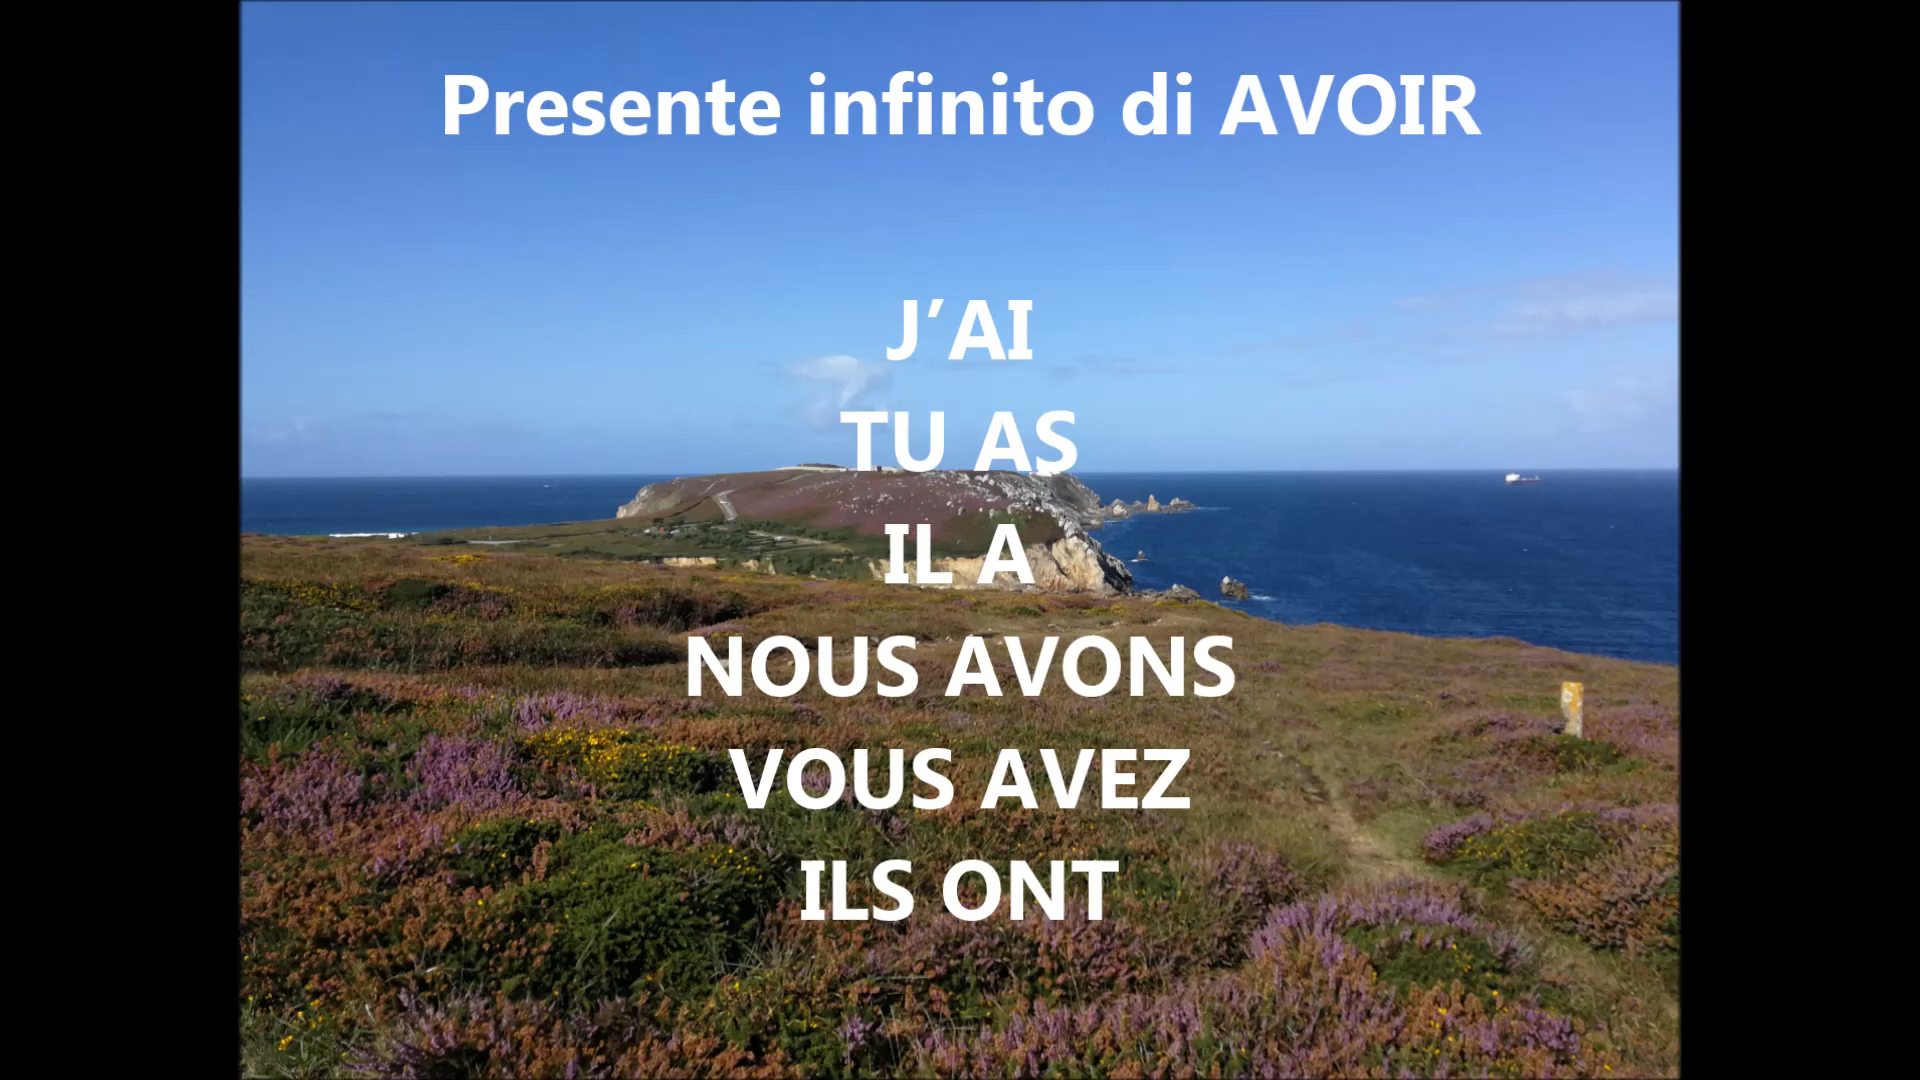 Presente infinito di AVOIR
J’AI
TU AS
IL A
NOUS AVONS
VOUS AVEZ
ILS ONT